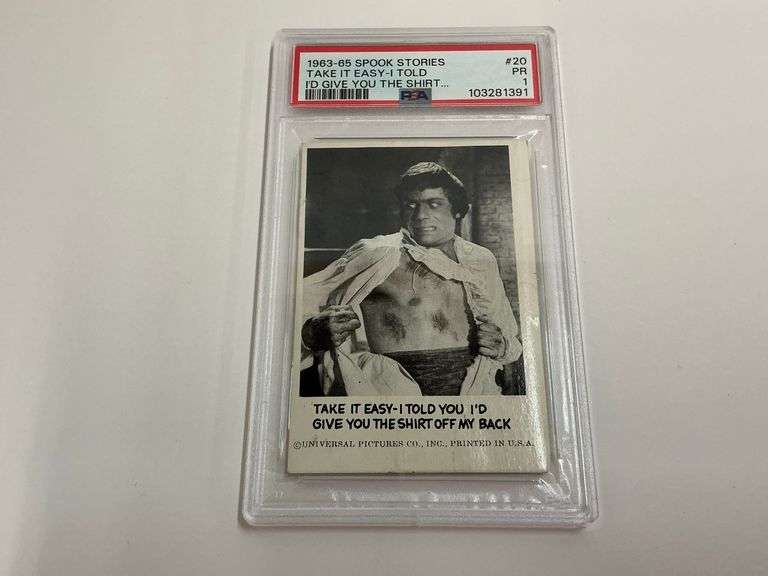 1963-65 SPOOK STORIES #20
TAKE IT EASY-I TOLD PR
I'D GIVE YOU THE SHIRT... 1
PSA 103281391
TAKE IT EASY-I TOLD YOU I'D
GIVE YOU THE SHIRT OFF MY BACK
©UNIVERSAL PICTURES CO., INC., PRINTED IN U.S.A.